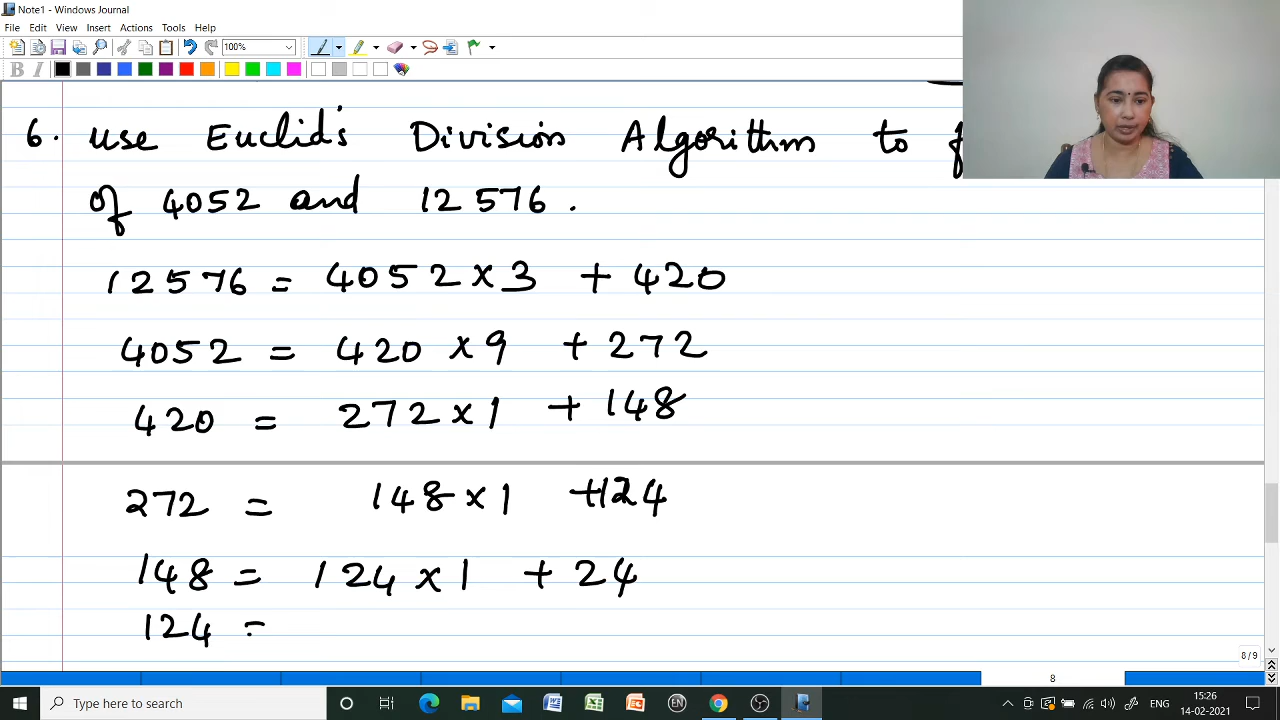 Note1 - Windows Journal
File Edit View Insert Actions Tools Help
100%
B I
6. use Euclid's Division Algorithm to
of 4052 and 12576.
12576 = 4052 x 3 + 420
4052 = 420 x 9 + 272
420 = 272 x 1 + 148
272 = 148 x 1 + 124
148 = 124 x 1 + 24
124 =
8/9
8
Type here to search
EN
ENG
15:26
14-02-2021